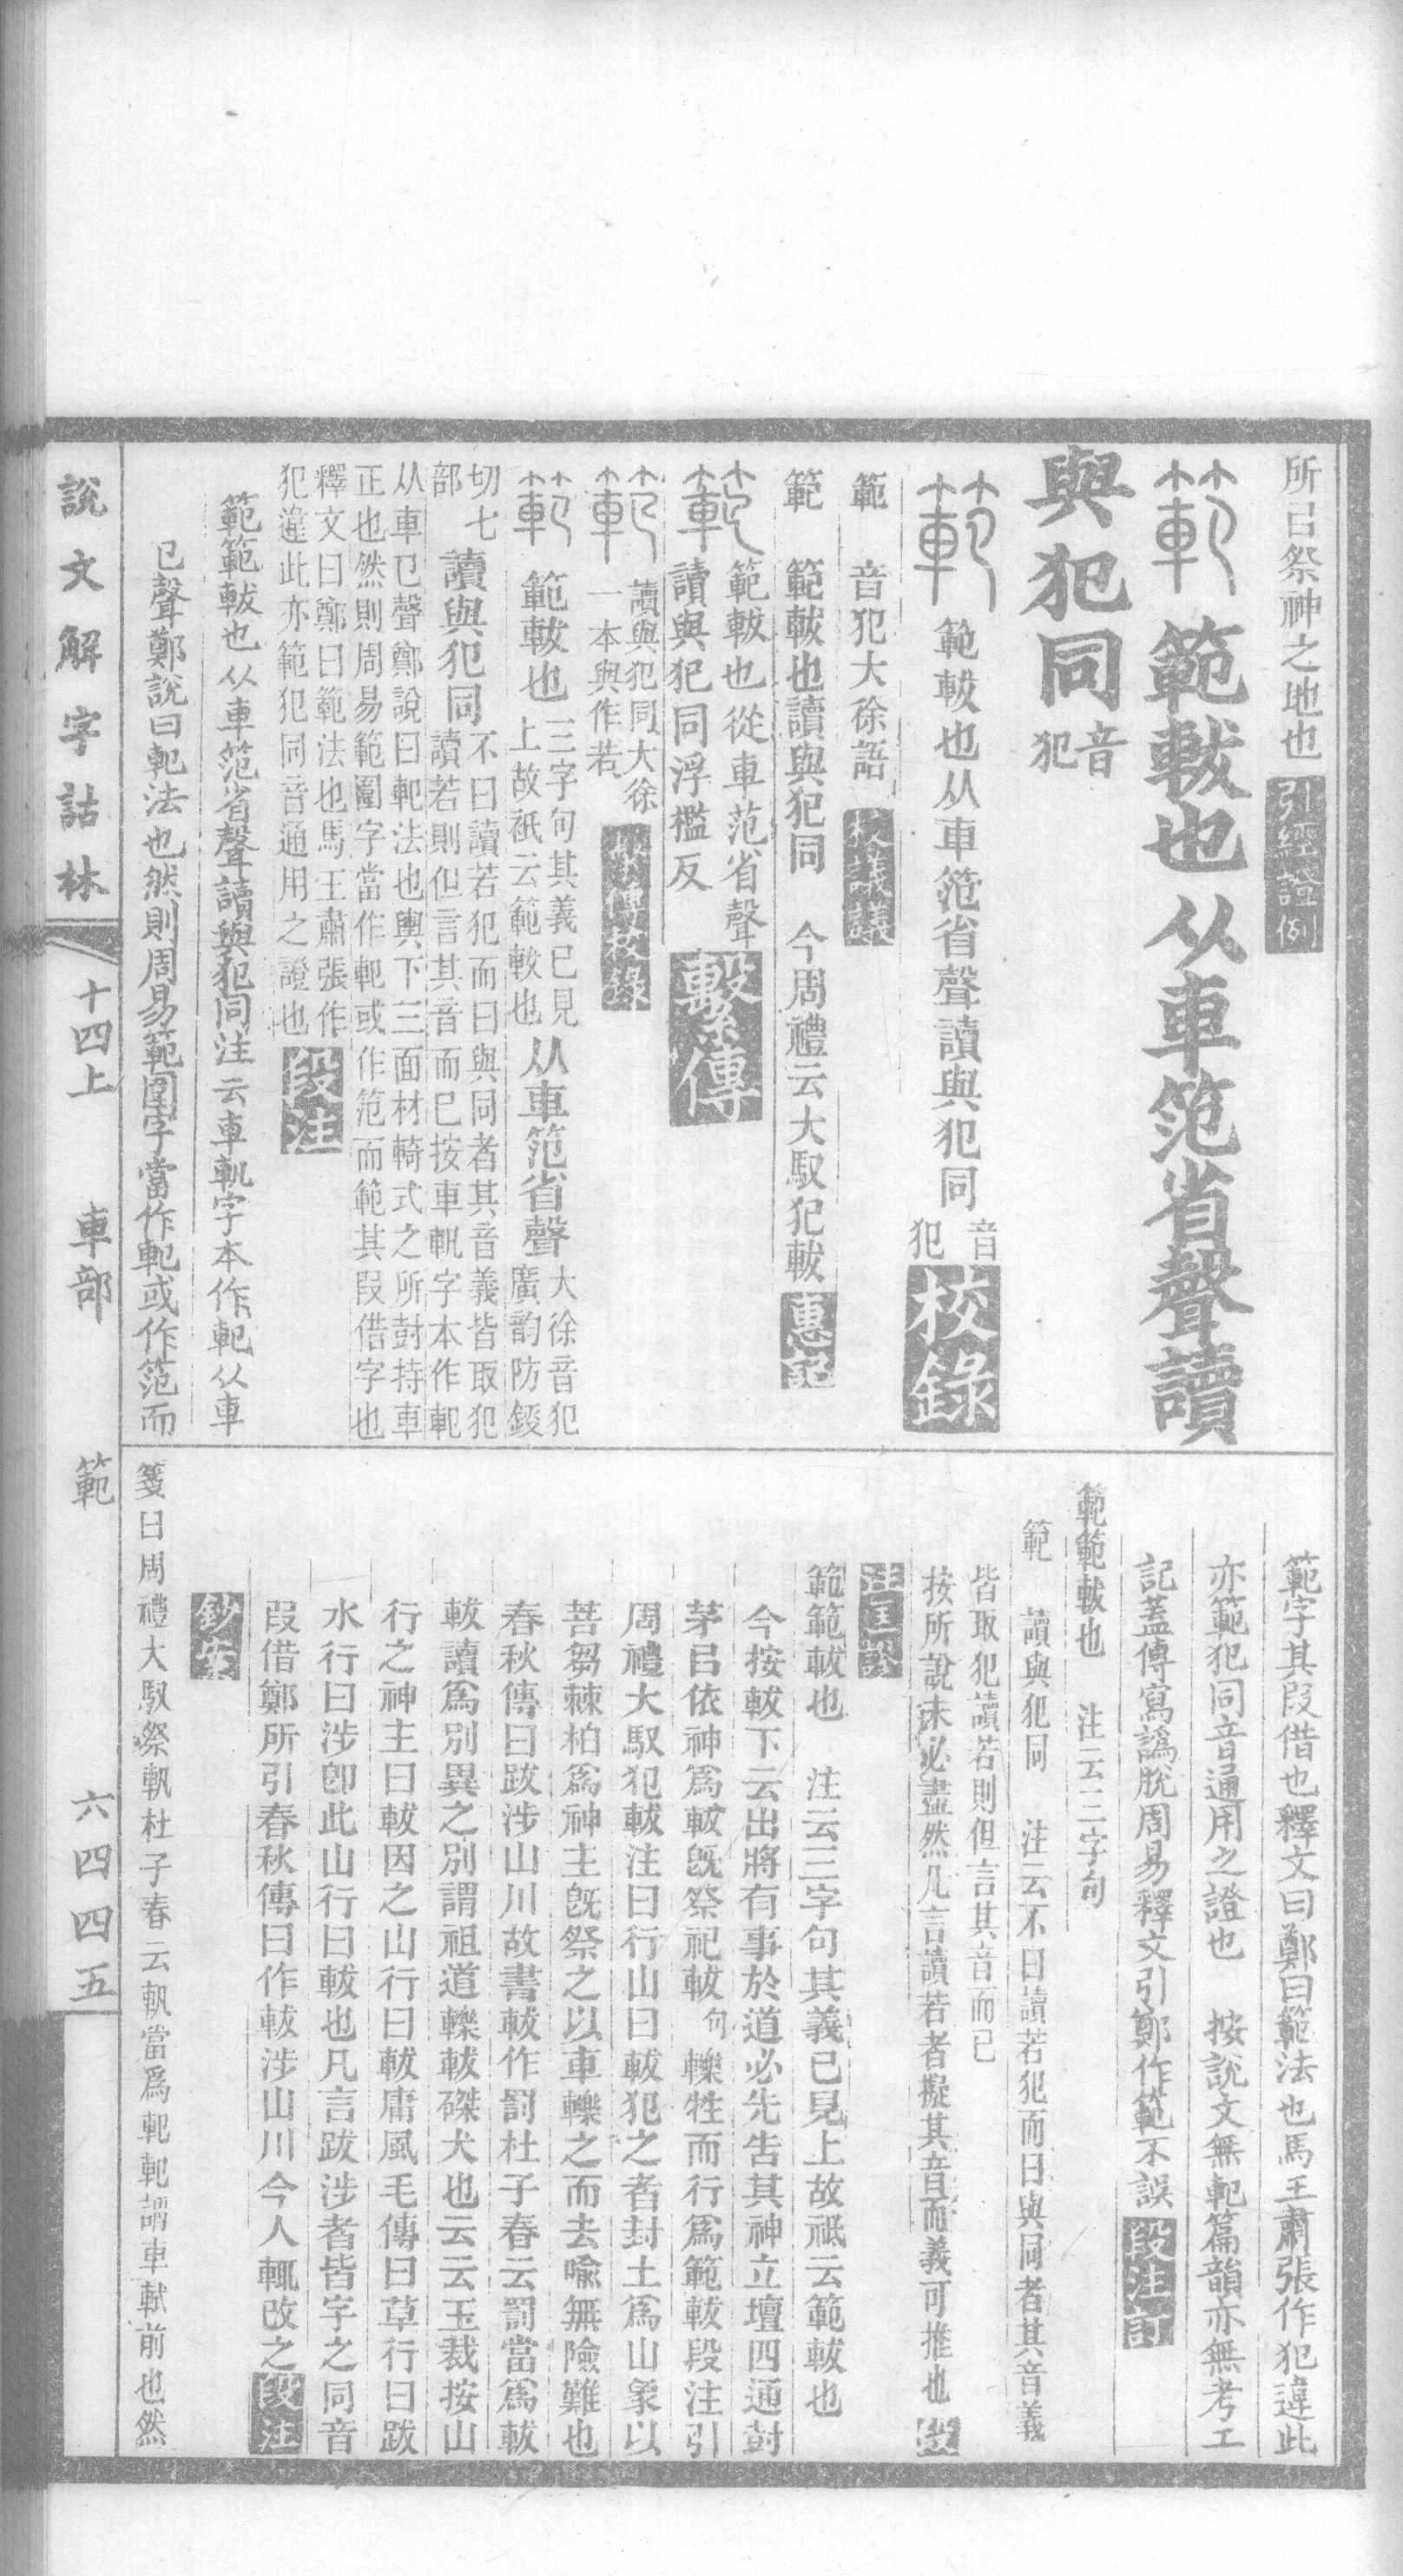 所㠯祭神之地也引經證例
範軷也从車笵省聲讀
與犯同音犯
範軷也从車笵省聲讀與犯同音犯校錄
範 音犯大徐語校議議
範 範軷也讀與犯同 今周禮云大馭犯軷惠記
範軷也從車范省聲
讀與犯同浮檻反繫傳
讀與犯同大徐
一本與作若繫傳校錄
範軷也三字句其義已見上故衹云範軷也从車笵省聲大徐音犯廣韵防錽
切七部讀與犯同不曰讀若犯而曰與同者其音義皆取犯讀若則但言其音而已按車軓字本作軋
从車㔾聲鄭說曰軓法也輿下三面材輢式之所尌持車
正也然則周易範圍字當作軓或作笵而範其叚借字也
釋文曰鄭曰範法也馬王肅張作
犯違此亦範犯同音通用之證也段注
範範軷也从車笵省聲讀與犯同注云車軓字本作軓从車
㔾聲鄭說曰軓法也然則周易範圍字當作軓或作笵而
範字其叚借也釋文曰鄭曰範法也馬王肅張作犯違此
亦範犯同音通用之證也 按說文無軓篇韻亦無考工
記蓋傳寫譌脫周易釋文引鄭作範不誤段注訂
範範軷也 注云三字句
範 讀與犯同 注云不曰讀若犯而曰與同者其音義
皆取犯讀若則但言其音而已
按所說未必盡然凡言讀若者擬其音而義可推也段
注匡謬
範範軷也 注云三字句其義已見上故衹云範軷也
今按軷下云出將有事於道必先告其神立壇四通尌
茅㠯依神爲軷旣祭祀軷句轢牲而行爲範軷段注引
周禮大馭犯軷注曰行山曰軷犯之者封土爲山象以
菩芻棘柏爲神主旣祭之以車轢之而去喻無險難也
春秋傳曰跋涉山川故書軷作罰杜子春云罰當爲軷
軷讀爲別異之別謂祖道轢軷磔犬也云云玉裁按山
行之神主曰軷因之山行曰軷庸風毛傳曰草行曰跋
水行曰涉卽此山行曰軷也凡言跋涉者皆字之同音
叚借鄭所引春秋傳曰作軷涉山川今人輒改之段注
鈔案
箋曰周禮大馭祭軓杜子春云軓當爲軓軓謂車軾前也然
說文解字詁林 十四上 車部 範 六四四五